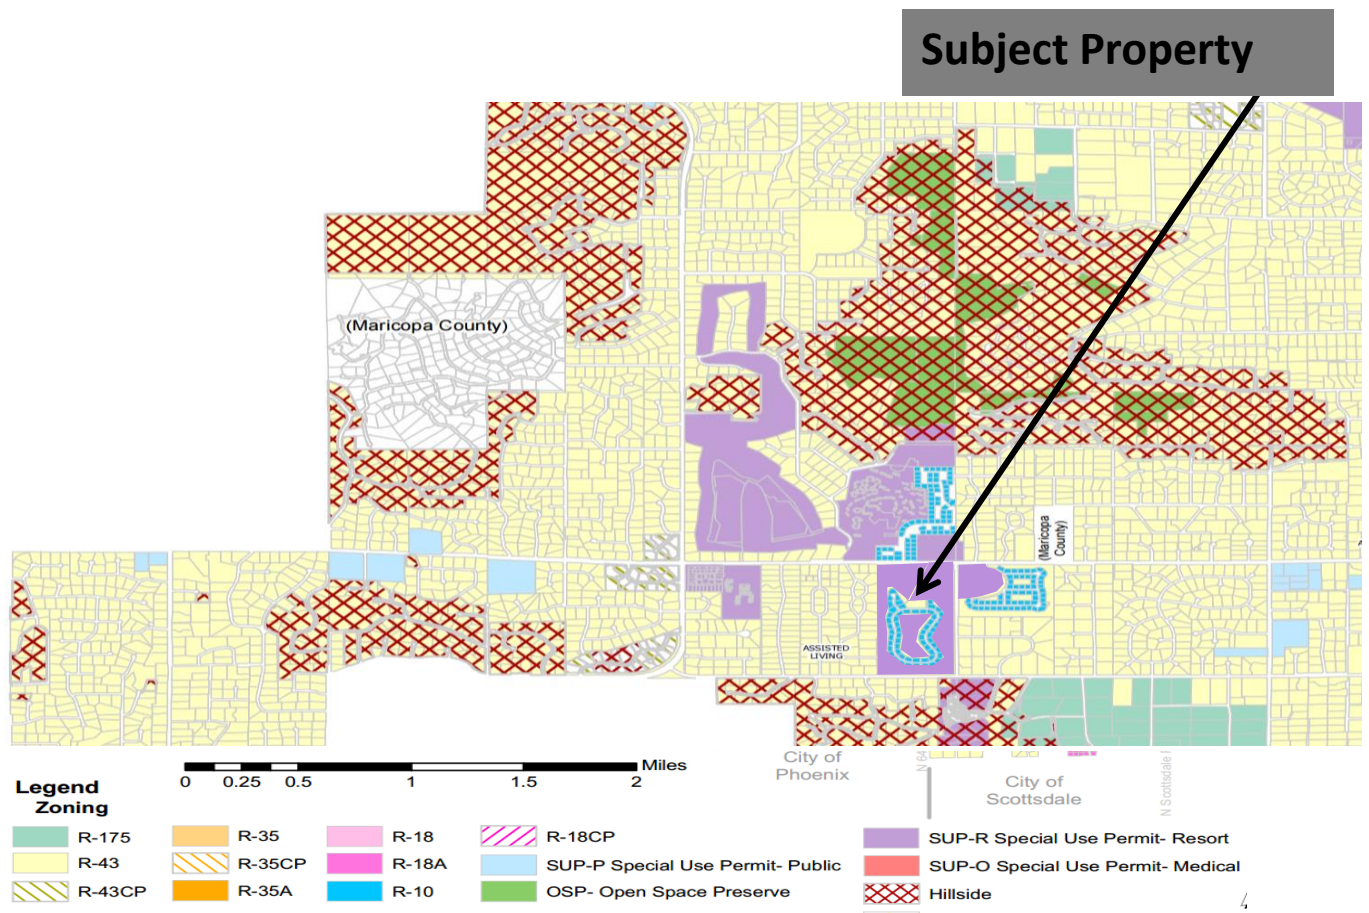 Subject Property
(Maricopa County)
(Maricopa
County)
ASSISTED
LIVING
City of
Phoenix
N 64
City of
Scottsdale
N Scottsdale
Miles
0 0.25 0.5 1 1.5 2
Legend
Zoning
R-175
R-43
R-43CP
R-35
R-35CP
R-35A
R-18
R-18A
R-10
R-18CP
SUP-P Special Use Permit- Public
OSP- Open Space Preserve
SUP-R Special Use Permit- Resort
SUP-O Special Use Permit- Medical
Hillside